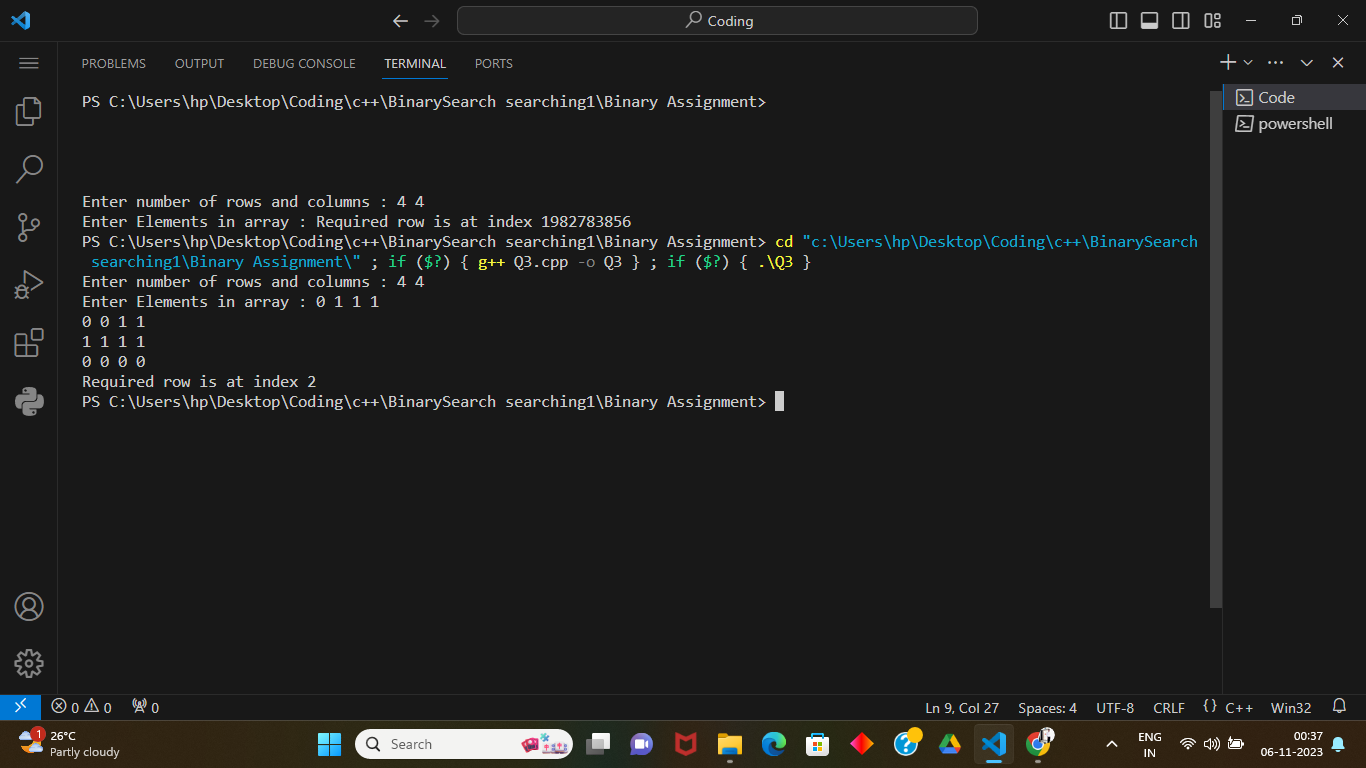 Coding
PROBLEMS OUTPUT DEBUG CONSOLE TERMINAL PORTS
PS C:\Users\hp\Desktop\Coding\c++\BinarySearch searching1\Binary Assignment>
Code
powershell
Enter number of rows and columns : 4 4
Enter Elements in array : Required row is at index 1982783856
PS C:\Users\hp\Desktop\Coding\c++\BinarySearch searching1\Binary Assignment> cd "c:\Users\hp\Desktop\Coding\c++\BinarySearch
searching1\Binary Assignment\" ; if ($?) { g++ Q3.cpp -o Q3 } ; if ($?) { .\Q3 }
Enter number of rows and columns : 4 4
Enter Elements in array : 0 1 1 1
0 0 1 1
1 1 1 1
0 0 0 0
Required row is at index 2
PS C:\Users\hp\Desktop\Coding\c++\BinarySearch searching1\Binary Assignment>
0 0 0 Ln 9, Col 27 Spaces: 4 UTF-8 CRLF {} C++ Win32
1 26°C
Partly cloudy
Search
ENG
IN
00:37
06-11-2023